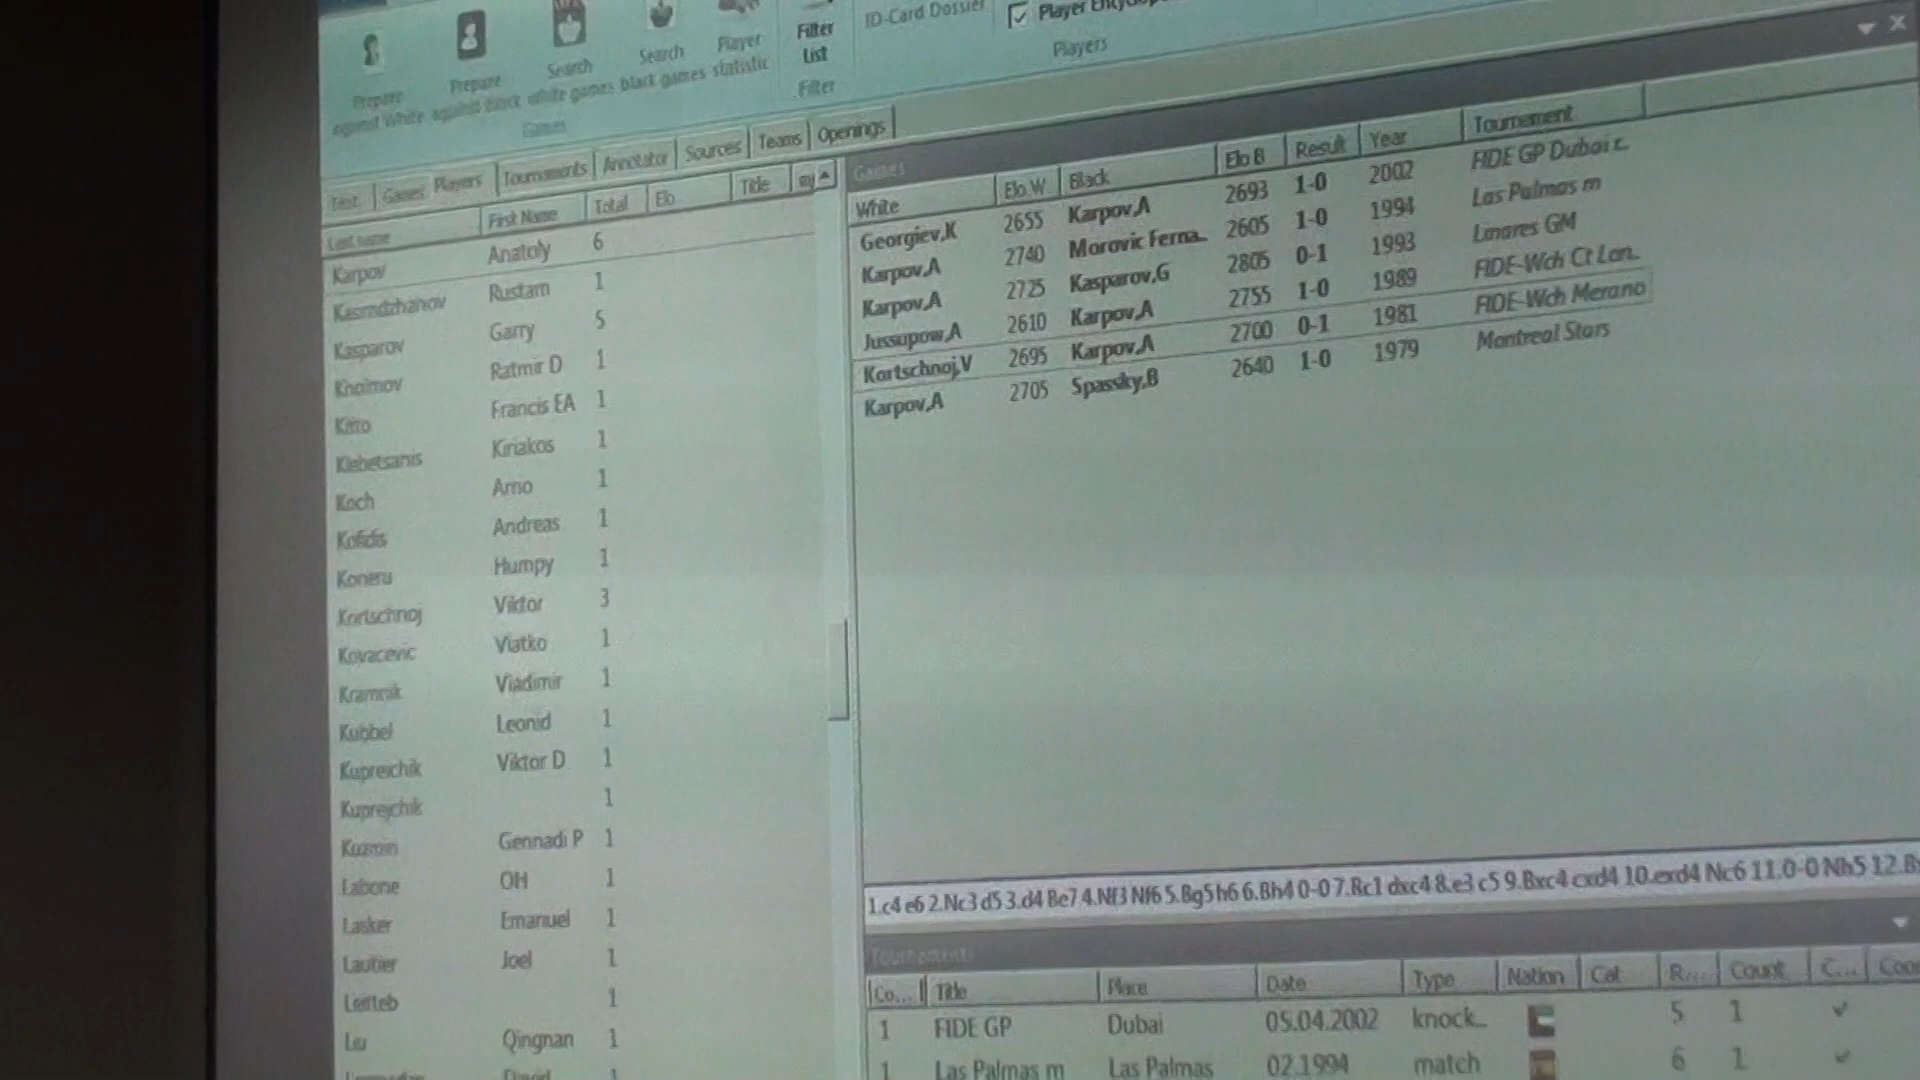 Prepare against White
Prepare against Black
Search white games
Search black games
Player statistic
Games
Filter List
Filter
ID-Card Dossier
Players
Text Games Players Tournaments Annotator Sources Teams Openings
Last name First Name Total Elo Title
Karpov Anatoly 6
Kasimdzhanov Rustam 1
Kasparov Garry 5
Kholmov Ratmir D 1
Kitto Francis EA 1
Klebetsanis Kiriakos 1
Koch Arno 1
Kofidis Andreas 1
Koneru Humpy 1
Kortschnoj Viktor 3
Kovacevic Vlatko 1
Kramnik Vladimir 1
Kubbel Leonid 1
Kupreichik Viktor D 1
Kuprejchik 1
Kuzmin Gennadi P 1
Labone OH 1
Lasker Emanuel 1
Lautier Joel 1
1
Liu Qingnan 1
David 1
Games
White Elo W Black Elo B Result Year Tournament
Georgiev,K 2655 Karpov,A 2693 1-0 2002 FIDE GP Dubai r...
Karpov,A 2740 Morovic Ferna... 2605 1-0 1994 Las Palmas m
Karpov,A 2725 Kasparov,G 2805 0-1 1993 Linares GM
Jussupow,A 2610 Karpov,A 2755 1-0 1989 FIDE-Wch Ct Lon...
Kortschnoj,V 2695 Karpov,A 2700 0-1 1981 FIDE-Wch Merano
Karpov,A 2705 Spassky,B 2640 1-0 1979 Montreal Stars
1.c4 e6 2.Nc3 d5 3.d4 Be7 4.Nf3 Nf6 5.Bg5 h6 6.Bh4 0-0 7.Rc1 dxc4 8.e3 c5 9.Bxc4 cxd4 10.exd4 Nc6 11.0-0 Nh5 12.B
Tournaments
Co... Title Place Date Type Nation Cat R... Count C...
1 FIDE GP Dubai 05.04.2002 knock... 5 1
1 Las Palmas m Las Palmas 02.1994 match 6 1